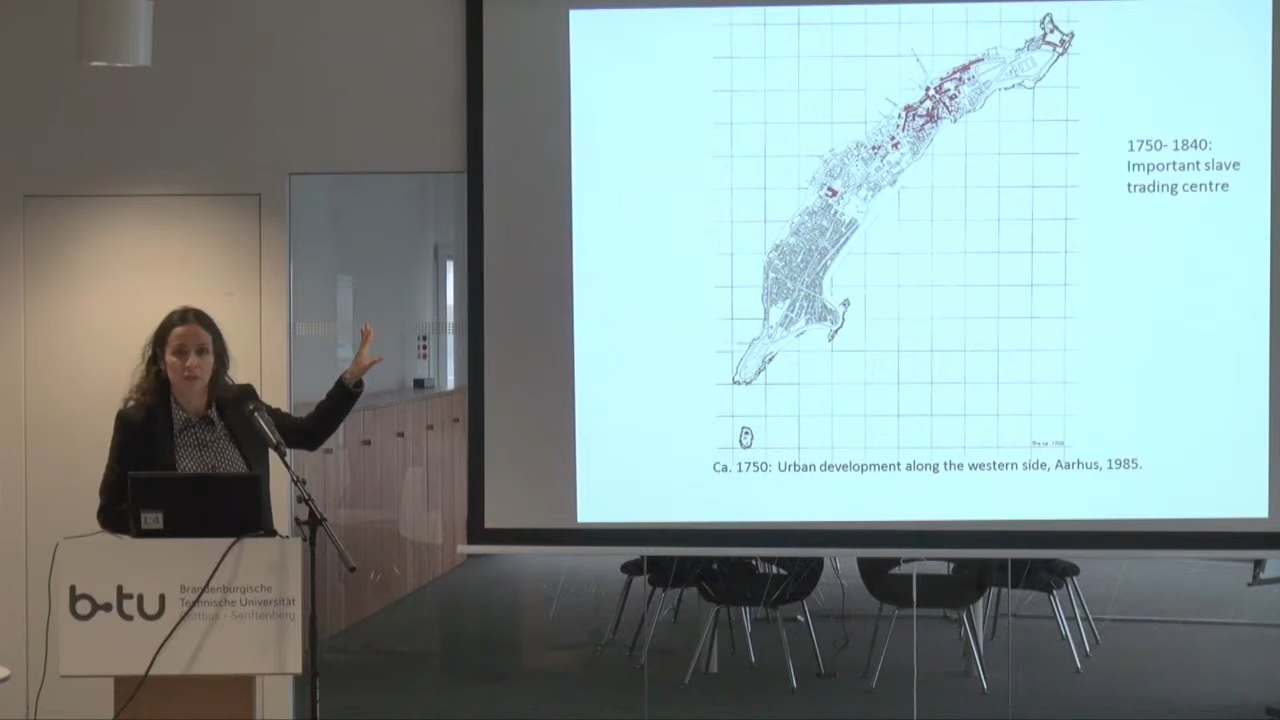 1750- 1840:
Important slave
trading centre
Ca. 1750: Urban development along the western side, Aarhus, 1985.
b-tu
Brandenburgische
Technische Universität
Cottbus - Senftenberg